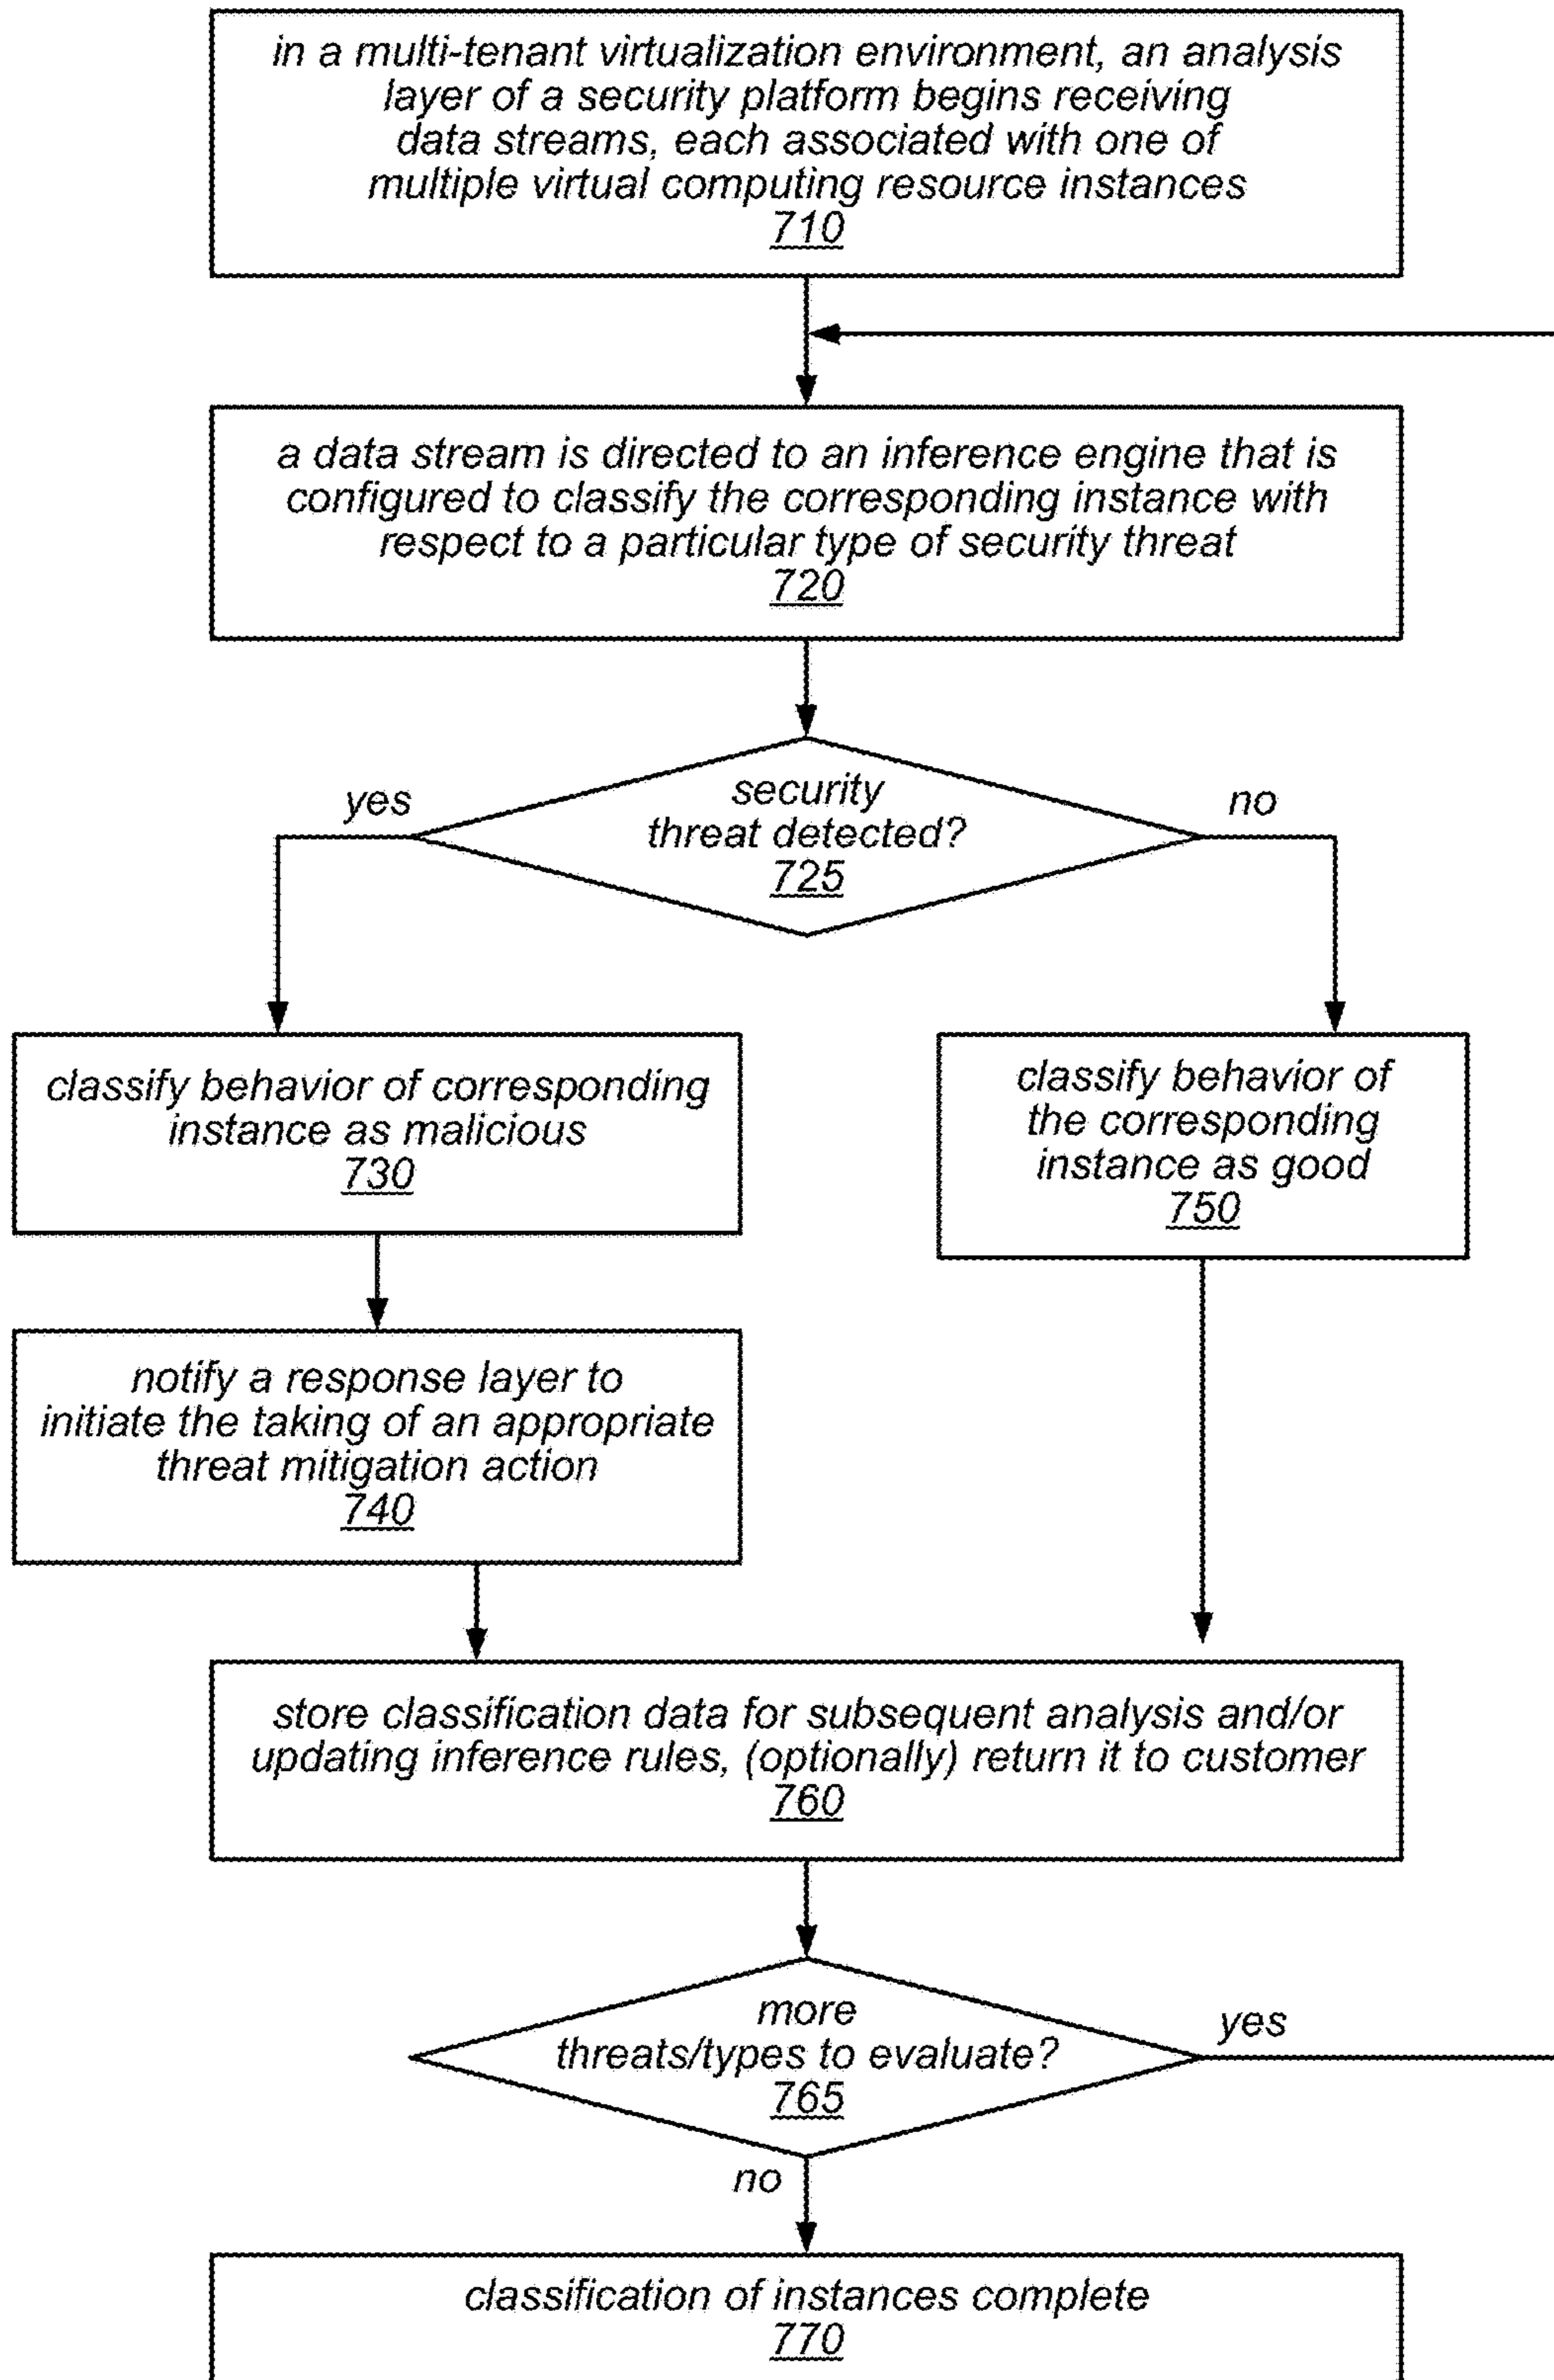 in a multi-tenant virtualization environment, an analysis
layer of a security platform begins receiving
data streams, each associated with one of
multiple virtual computing resource instances
710
a data stream is directed to an inference engine that is
configured to classify the corresponding instance with
respect to a particular type of security threat
720
yes
security
threat detected?
725
no
classify behavior of corresponding
instance as malicious
730
classify behavior of
the corresponding
instance as good
750
notify a response layer to
initiate the taking of an appropriate
threat mitigation action
740
store classification data for subsequent analysis and/or
updating inference rules, (optionally) return it to customer
760
more
threats/types to evaluate?
765
yes
no
classification of instances complete
770